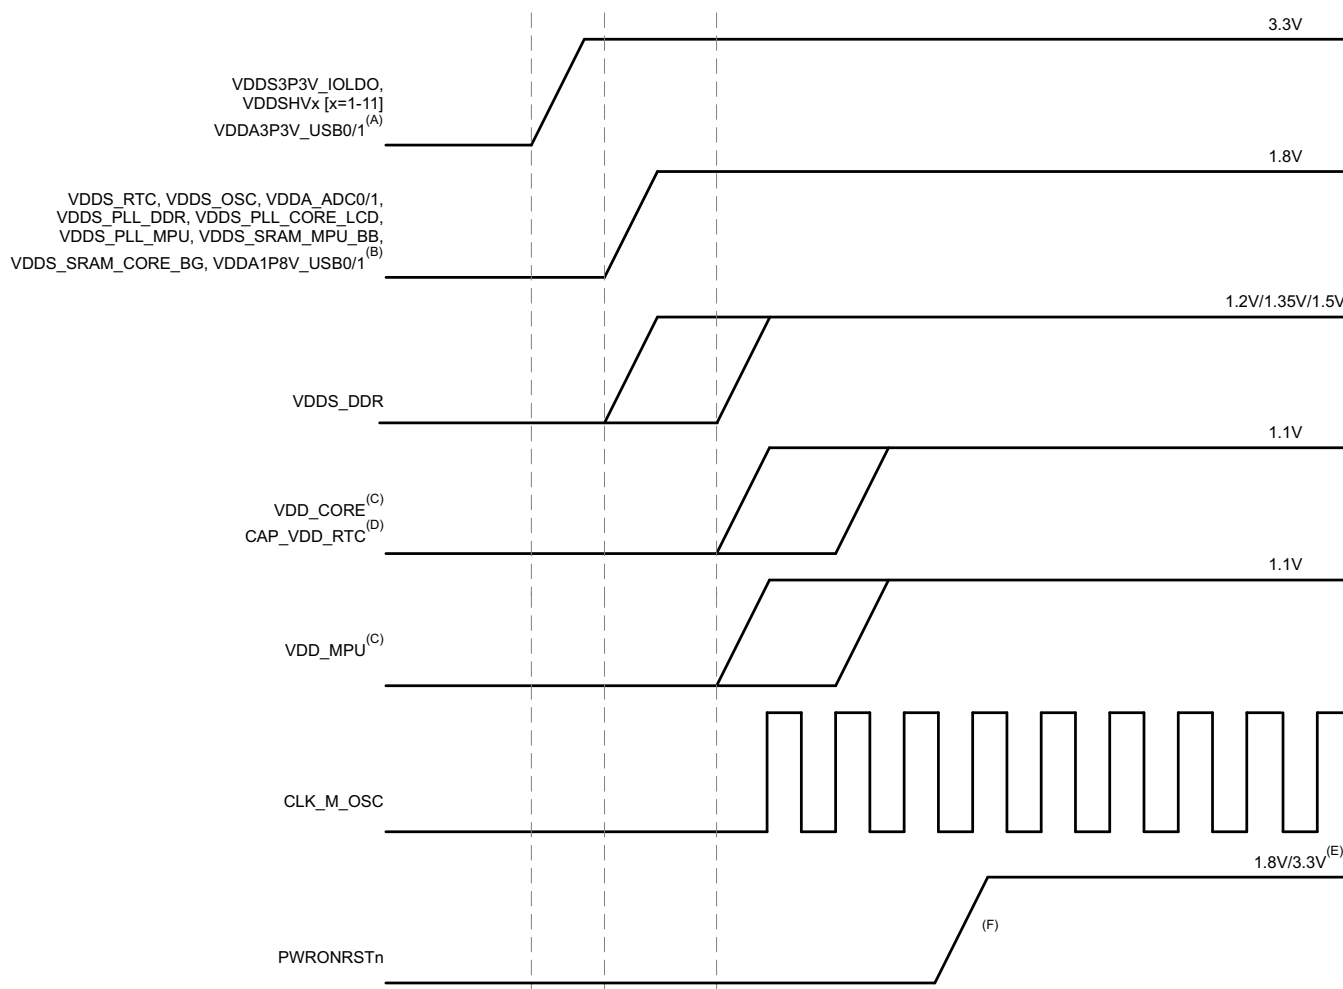 3.3V
VDDS3P3V_IOLDO,
VDDSHVx [x=1-11]
VDDA3P3V_USB0/1(A)
1.8V
VDDS_RTC, VDDS_OSC, VDDA_ADC0/1,
VDDS_PLL_DDR, VDDS_PLL_CORE_LCD,
VDDS_PLL_MPU, VDDS_SRAM_MPU_BB,
VDDS_SRAM_CORE_BG, VDDA1P8V_USB0/1(B)
1.2V/1.35V/1.5V
VDDS_DDR
1.1V
VDD_CORE(C)
CAP_VDD_RTC(D)
1.1V
VDD_MPU(C)
CLK_M_OSC
1.8V/3.3V(E)
(F)
PWRONRSTn